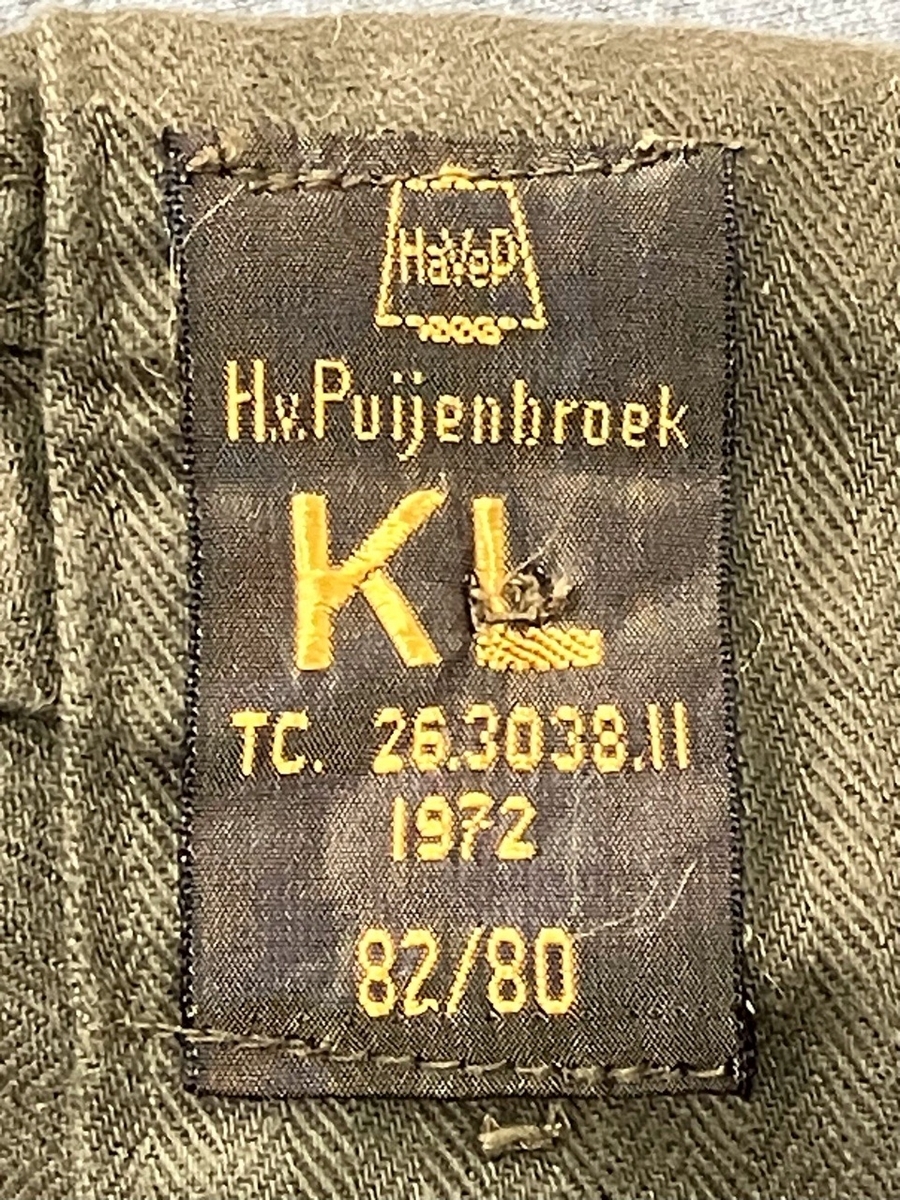 HaVeP
H.v.Puijenbroek
KL
TC. 26.3038.11
1972
82/80